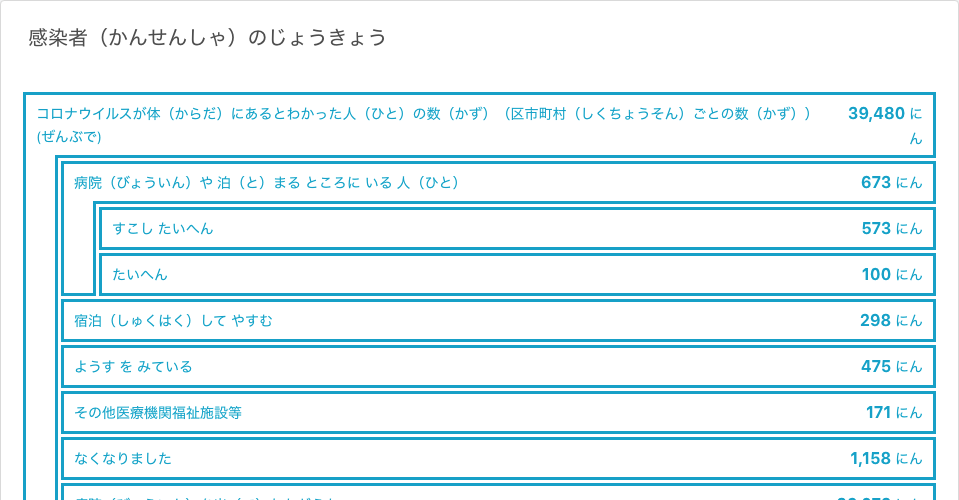 感染者（かんせんしゃ）のじょうきょう
コロナウイルスが体（からだ）にあるとわかった人（ひと）の数（かず）（区市町村（しくちょうそん）ごとの数（かず））
(ぜんぶで)
39,480 に
ん
病院（びょういん）や 泊（と）まる ところに いる 人（ひと） 673 にん
すこし たいへん 573 にん
たいへん 100 にん
宿泊（しゅくはく）して やすむ 298 にん
ようす を みている 475 にん
その他医療機関福祉施設等 171 にん
なくなりました 1,158 にん